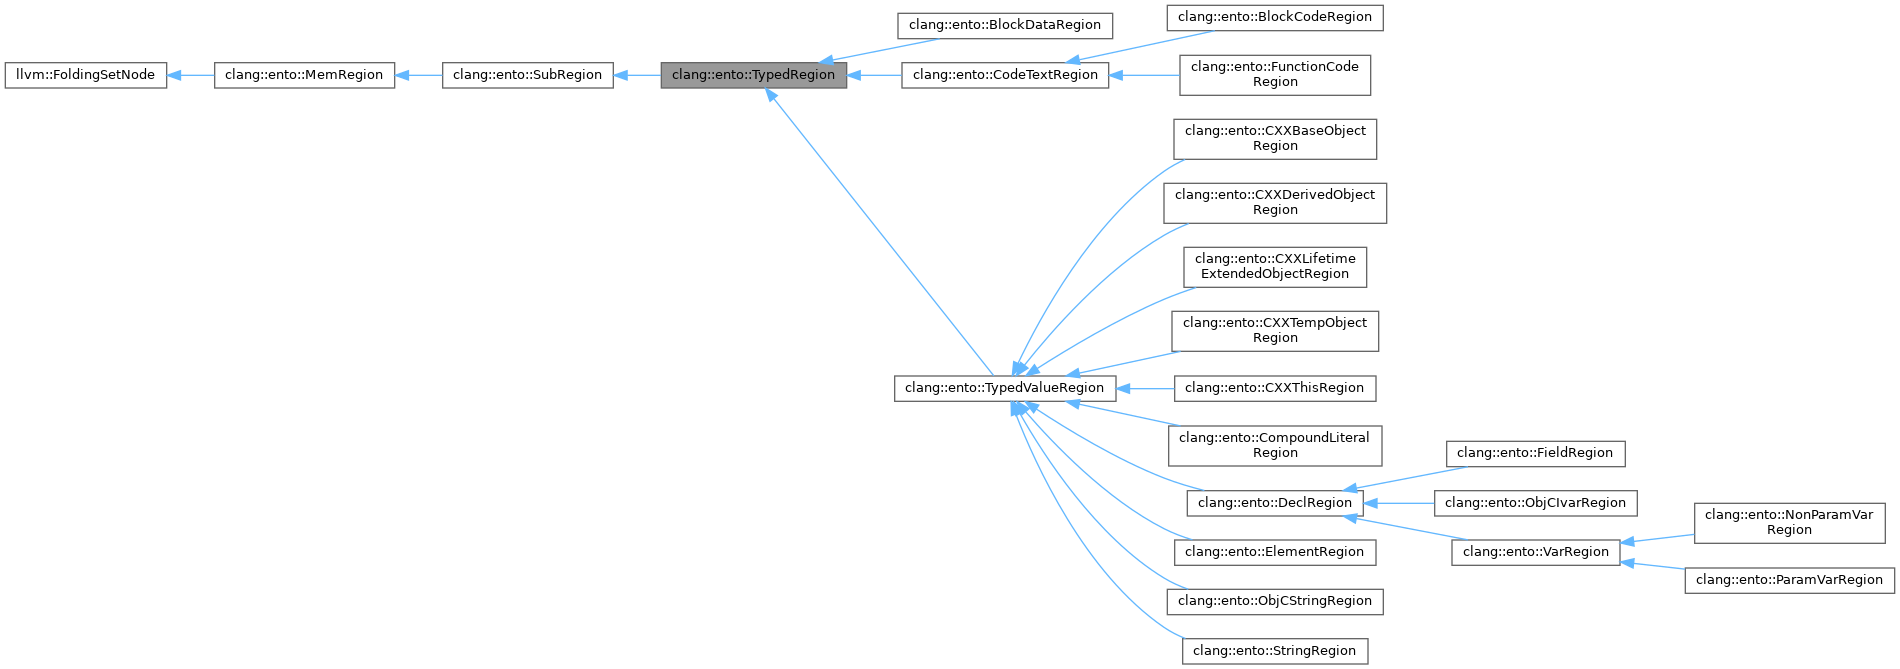 llvm::FoldingSetNode
clang::ento::MemRegion
clang::ento::SubRegion
clang::ento::TypedRegion
clang::ento::BlockDataRegion
clang::ento::CodeTextRegion
clang::ento::BlockCodeRegion
clang::ento::FunctionCode
Region
clang::ento::TypedValueRegion
clang::ento::CXXBaseObject
Region
clang::ento::CXXDerivedObject
Region
clang::ento::CXXLifetime
ExtendedObjectRegion
clang::ento::CXXTempObject
Region
clang::ento::CXXThisRegion
clang::ento::CompoundLiteral
Region
clang::ento::DeclRegion
clang::ento::FieldRegion
clang::ento::ObjCIvarRegion
clang::ento::VarRegion
clang::ento::NonParamVar
Region
clang::ento::ParamVarRegion
clang::ento::ElementRegion
clang::ento::ObjCStringRegion
clang::ento::StringRegion